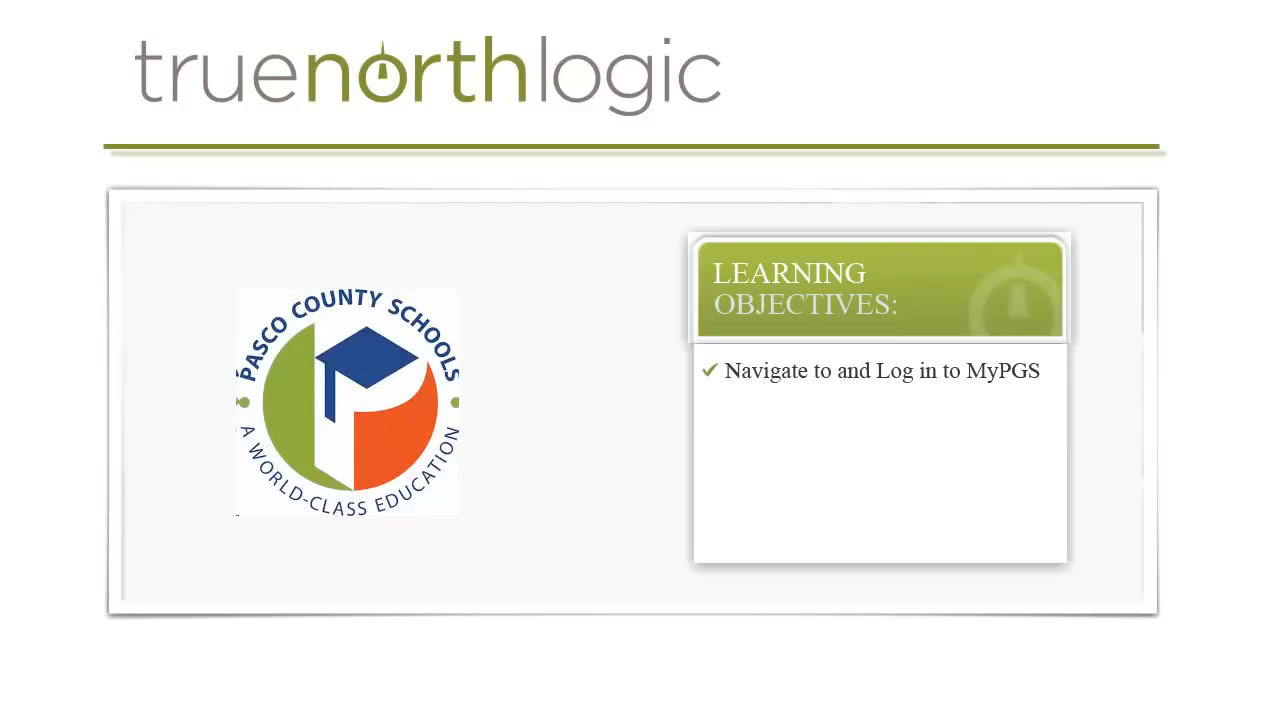 truenorthlogic
PASCO COUNTY SCHOOLS
A WORLD-CLASS EDUCATION
LEARNING
OBJECTIVES:
Navigate to and Log in to MyPGS